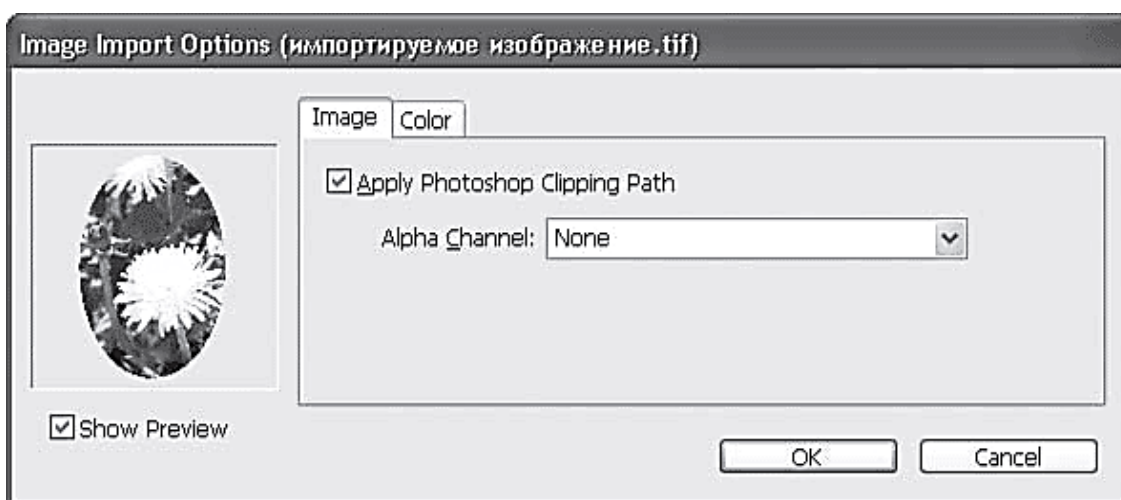 Image Import Options (импортируемое изображение.tif)
Image Color
Apply Photoshop Clipping Path
Alpha Channel: None
Show Preview
OK Cancel